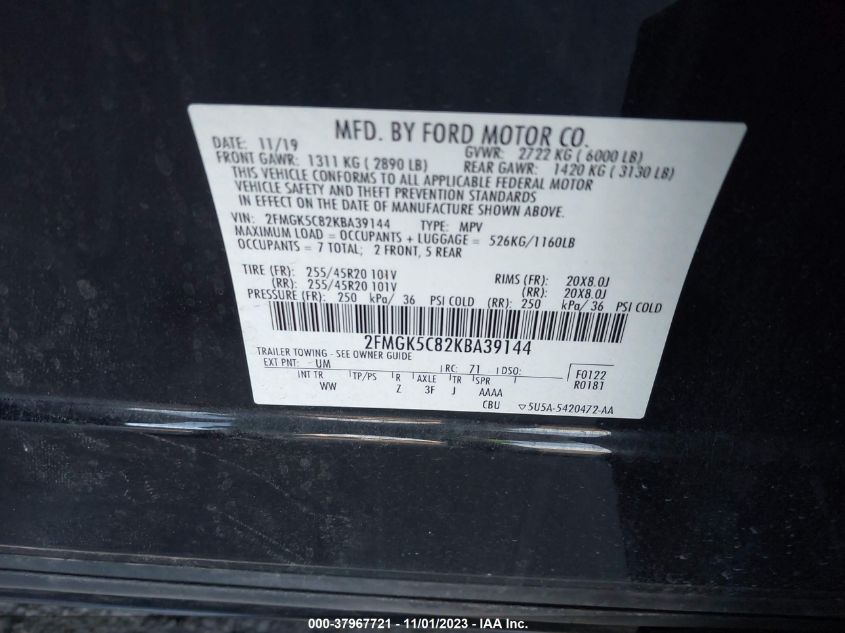 MFD. BY FORD MOTOR CO.
DATE: 11/19 GVWR: 2722 KG ( 6000 LB)
FRONT GAWR: 1311 KG ( 2890 LB) REAR GAWR: 1420 KG ( 3130 LB)
THIS VEHICLE CONFORMS TO ALL APPLICABLE FEDERAL MOTOR
VEHICLE SAFETY AND THEFT PREVENTION STANDARDS
IN EFFECT ON THE DATE OF MANUFACTURE SHOWN ABOVE.
VIN: 2FMGK5C82KBA39144 TYPE: MPV
MAXIMUM LOAD = OCCUPANTS + LUGGAGE = 526KG/1160LB
OCCUPANTS = 7 TOTAL; 2 FRONT, 5 REAR
TIRE (FR): 255/45R20 101V RIMS (FR): 20X8.0J
(RR): 255/45R20 101V (RR): 20X8.0J
PRESSURE (FR): 250 kPa/ 36 PSI COLD (RR): 250 kPa/ 36 PSI COLD
2FMGK5C82KBA39144
TRAILER TOWING - SEE OWNER GUIDE
EXT PNT: UM RC: 71 DSO: F0122
INT TR TP/PS R AXLE TR SPR R0181
WW Z 3F J AAAA
CBU ▽5U5A-5420472-AA
000-37967721 - 11/01/2023 - IAA Inc.